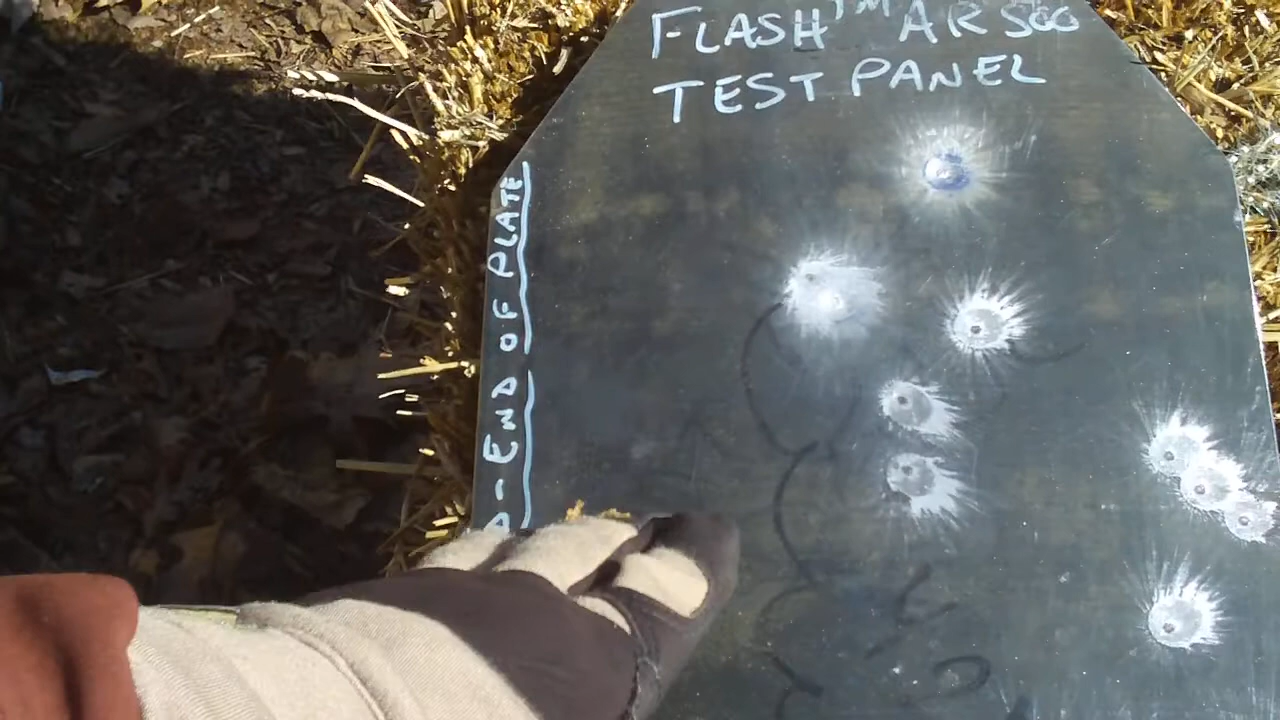 FLASH™ AR500
TEST PANEL
D-END OF PLATE